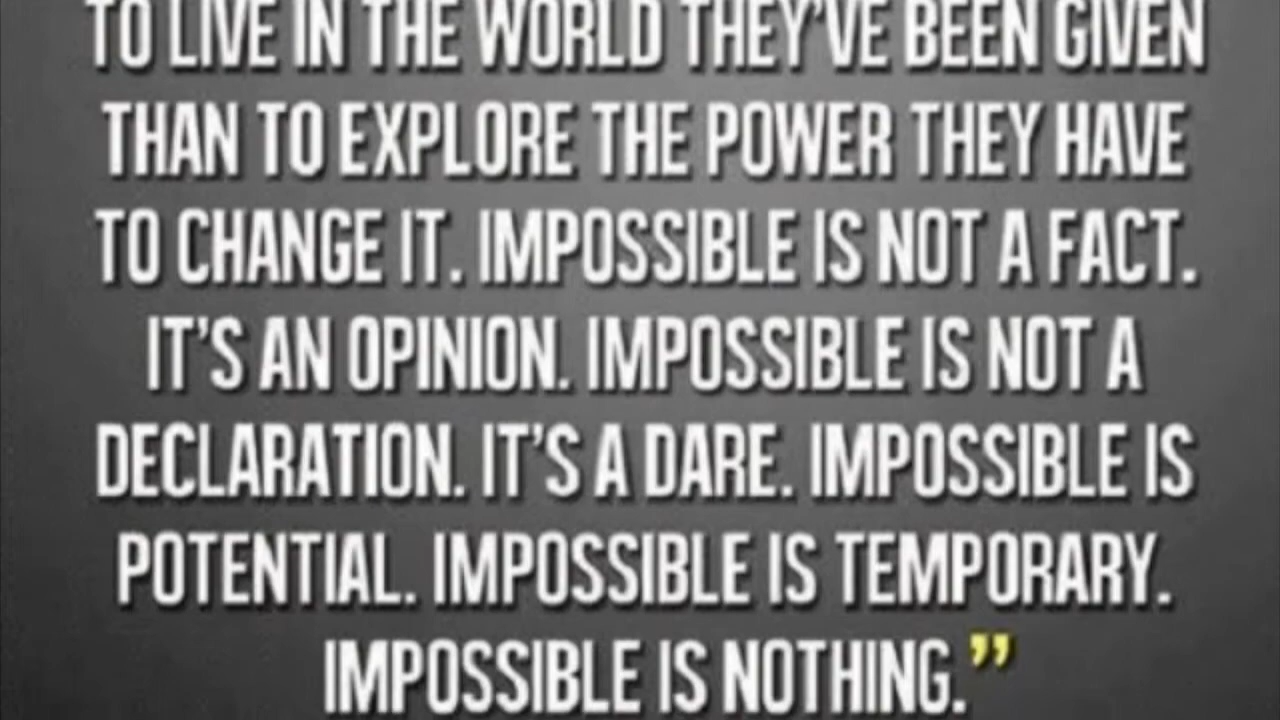 TO LIVE IN THE WORLD THEY'VE BEEN GIVEN
THAN TO EXPLORE THE POWER THEY HAVE
TO CHANGE IT. IMPOSSIBLE IS NOT A FACT.
IT'S AN OPINION. IMPOSSIBLE IS NOT A
DECLARATION. IT'S A DARE. IMPOSSIBLE IS
POTENTIAL. IMPOSSIBLE IS TEMPORARY.
IMPOSSIBLE IS NOTHING.”